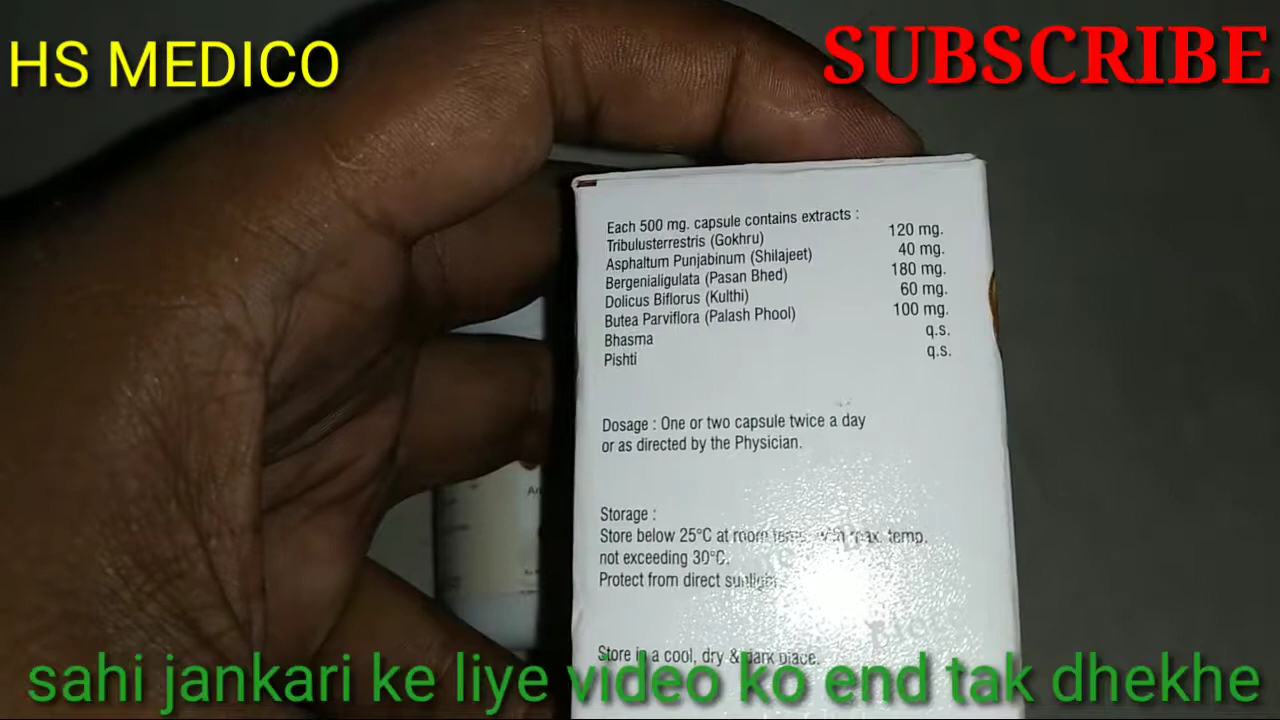 HS MEDICO
SUBSCRIBE
Each 500 mg. capsule contains extracts :
Tribulusterrestris (Gokhru) 120 mg.
Asphaltum Punjabinum (Shilajeet) 40 mg.
Bergenialigulata (Pasan Bhed) 180 mg.
Dolicus Biflorus (Kulthi) 60 mg.
Butea Parviflora (Palash Phool) 100 mg.
Bhasma q.s.
Pishti q.s.
Dosage : One or two capsule twice a day
or as directed by the Physician.
Storage :
Store below 25°C at room temp. with max. temp.
not exceeding 30°C.
Protect from direct sunlight.
Store in a cool, dry & dark place.
sahi jankari ke liye video ko end tak dhekhe